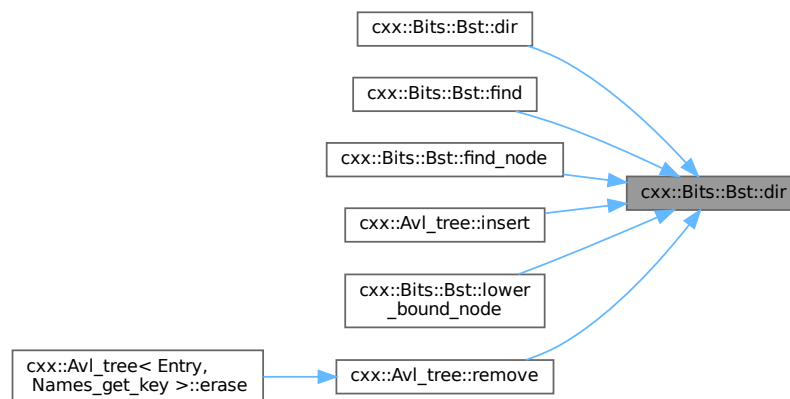 cxx::Bits::Bst::dir
cxx::Bits::Bst::find
cxx::Bits::Bst::find_node
cxx::Bits::Bst::dir
cxx::Avl_tree::insert
cxx::Bits::Bst::lower
_bound_node
cxx::Avl_tree< Entry,
Names_get_key >::erase
cxx::Avl_tree::remove